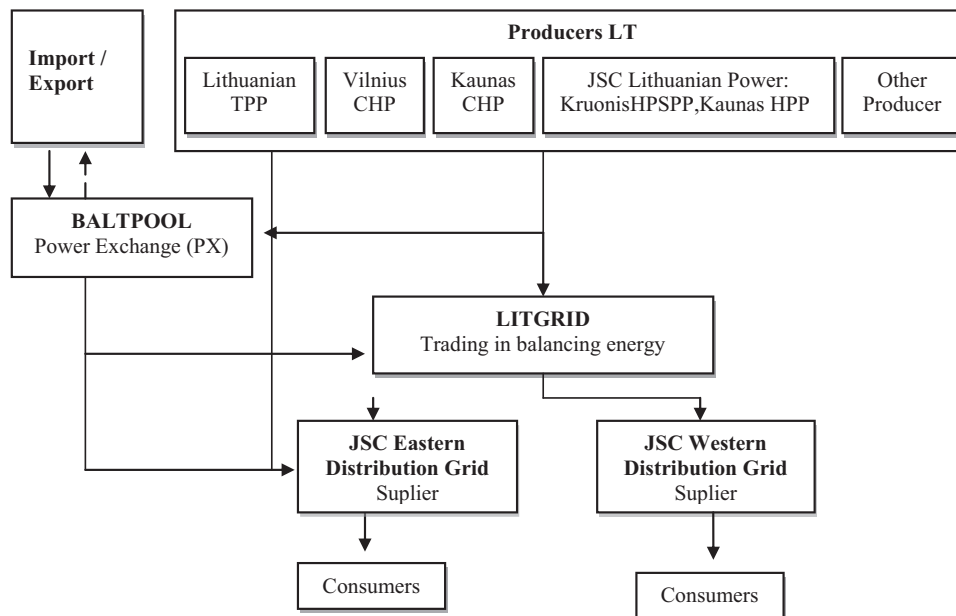 Import /
Export
Producers LT
Lithuanian
TPP
Vilnius
CHP
Kaunas
CHP
JSC Lithuanian Power:
KruonisHPSPP,Kaunas HPP
Other
Producer
BALTPOOL
Power Exchange (PX)
LITGRID
Trading in balancing energy
JSC Eastern
Distribution Grid
Suplier
JSC Western
Distribution Grid
Suplier
Consumers
Consumers